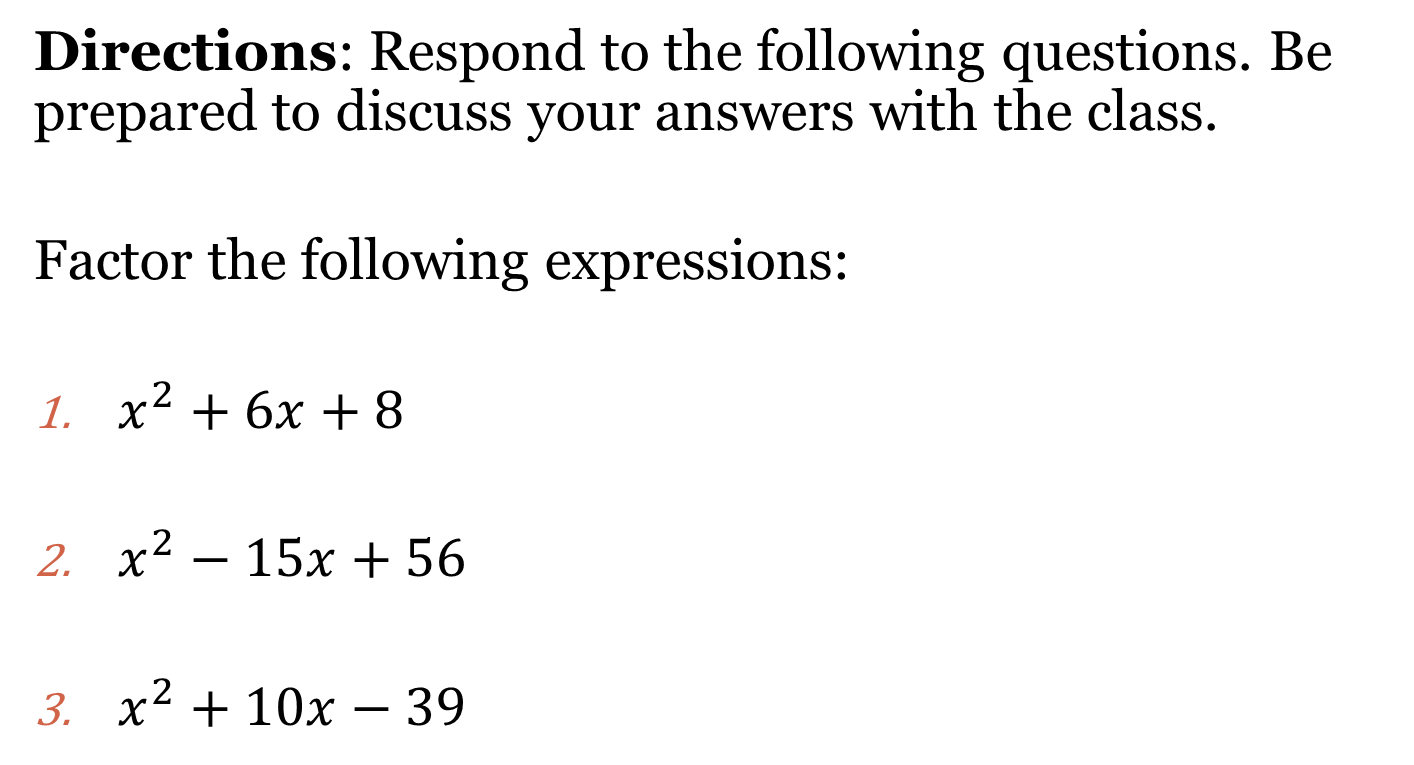 Directions: Respond to the following questions. Be
prepared to discuss your answers with the class.
Factor the following expressions:
1. x² + 6x + 8
2. x² − 15x + 56
3. x² + 10x − 39